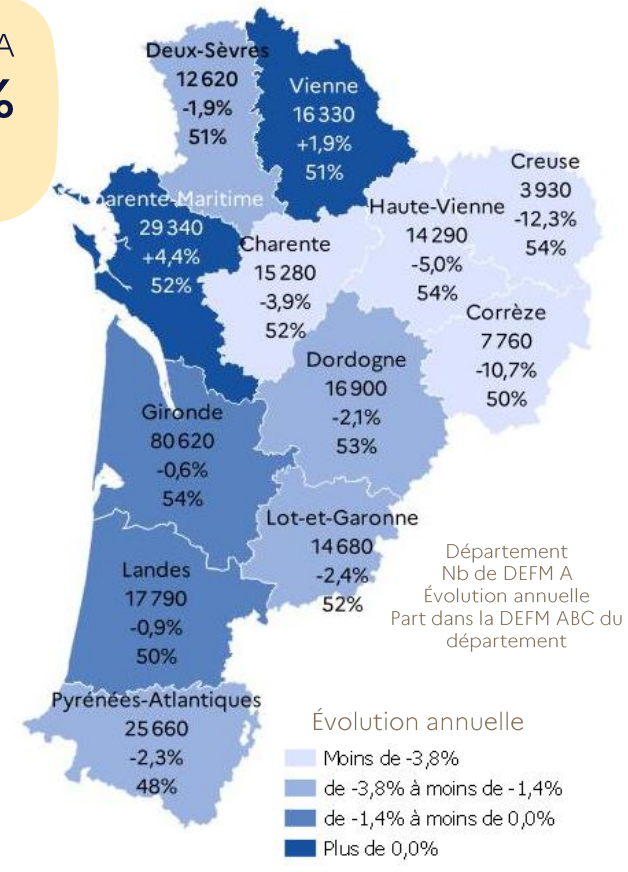 A
%
Deux-Sèvres
12 620
-1,9%
51%
Vienne
16 330
+1,9%
51%
Creuse
3 930
-12,3%
54%
Haute-Vienne
14 290
-5,0%
54%
Charente-Maritime
29 340
+4,4%
52%
Charente
15 280
-3,9%
52%
Corrèze
7 760
-10,7%
50%
Dordogne
16 900
-2,1%
53%
Gironde
80 620
-0,6%
54%
Lot-et-Garonne
14 680
-2,4%
52%
Landes
17 790
-0,9%
50%
Pyrénées-Atlantiques
25 660
-2,3%
48%
Département
Nb de DEFM A
Évolution annuelle
Part dans la DEFM ABC du
département
Évolution annuelle
Moins de -3,8%
de -3,8% à moins de -1,4%
de -1,4% à moins de 0,0%
Plus de 0,0%